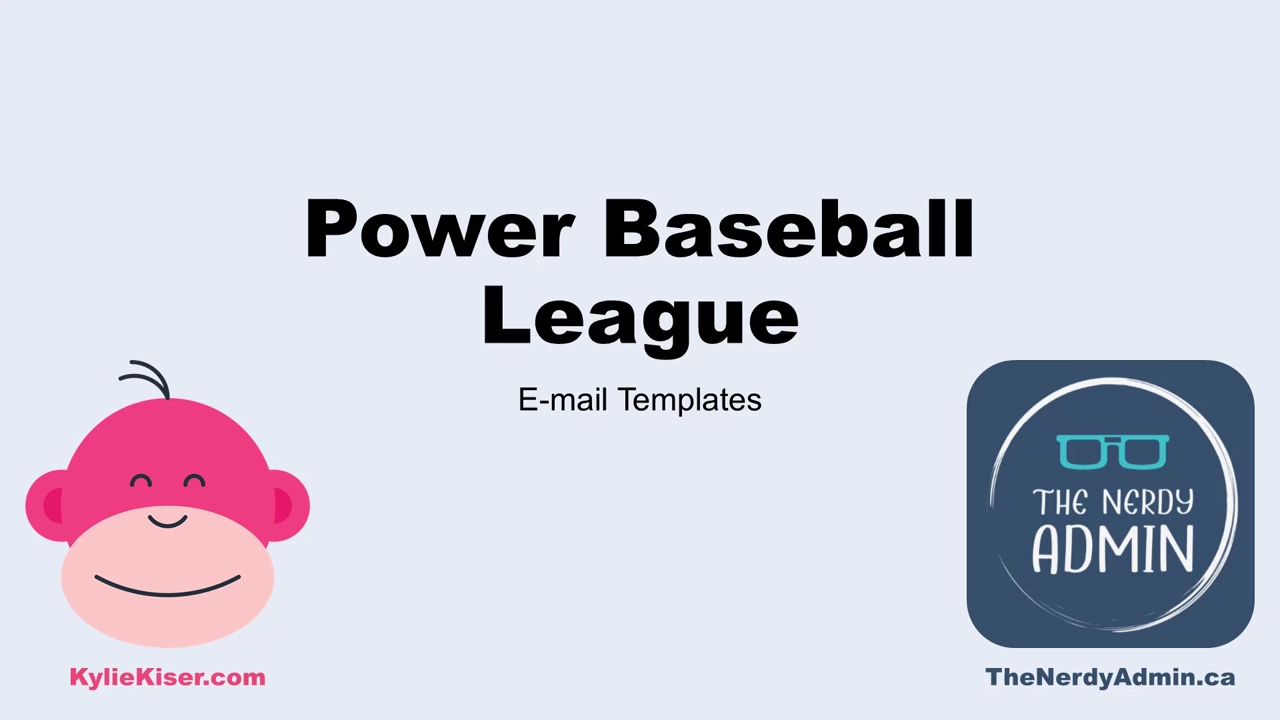 Power Baseball
League
E-mail Templates
THE NERDY
ADMIN
KylieKiser.com
TheNerdyAdmin.ca